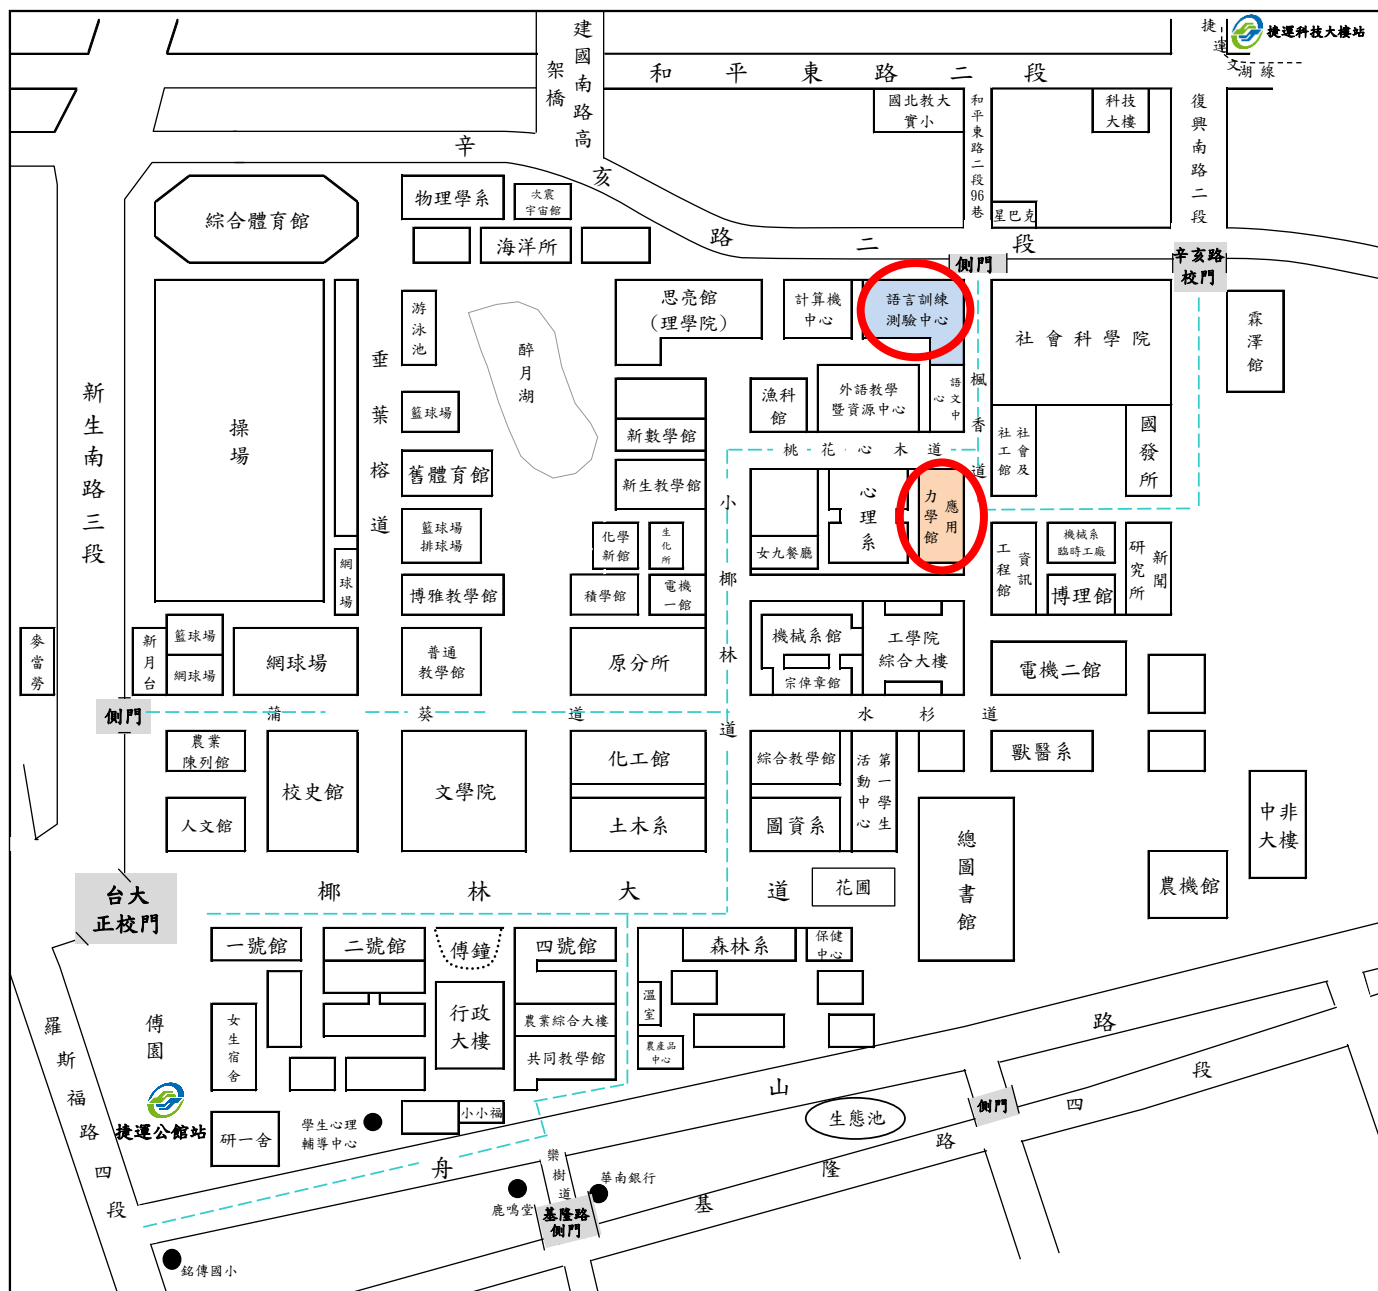 建國南路高架橋
和平東路二段
捷運文湖線
捷運科技大樓站
國北教大
實小
和平東路二段96巷
科技
大樓
復興南路二段
辛亥路二段
星巴克
綜合體育館
物理學系
次震
宇宙館
海洋所
側門
辛亥路
校門
思亮館
(理學院)
計算機
中心
語言訓練
測驗中心
社會科學院
霖澤館
游泳池
醉月湖
垂葉榕道
新生南路三段
操場
籃球場
漁科館
外語教學
暨資源中心
語文中心
楓香道
社會及
社工館
國發所
新數學館
桃花心木道
舊體育館
新生教學館
小椰林道
心理系
應用
力學館
籃球場
排球場
化學
新館
生化所
女九餐廳
資訊
工程館
機械系
臨時工廠
新聞
研究所
網球場
博雅教學館
積學館
電機
一館
博理館
麥當勞
新月台
籃球場
網球場
網球場
普通
教學館
原分所
機械系館
宗倬章館
工學院
綜合大樓
電機二館
側門
蒲葵道
水杉道
農業
陳列館
校史館
文學院
化工館
綜合教學館
第一學生
活動中心
獸醫系
人文館
土木系
圖資系
總圖書館
中非
大樓
農機館
台大
正校門
椰林大道
花圃
一號館
二號館
傅鐘
四號館
森林系
保健
中心
羅斯福路四段
傅園
女生宿舍
行政
大樓
農業綜合大樓
共同教學館
溫室
農產品
中心
捷運公館站
研一舍
學生心理
輔導中心
小小福
舟山路
生態池
側門
基隆路四段
欒樹道
鹿鳴堂
華南銀行
基隆路
側門
銘傳國小